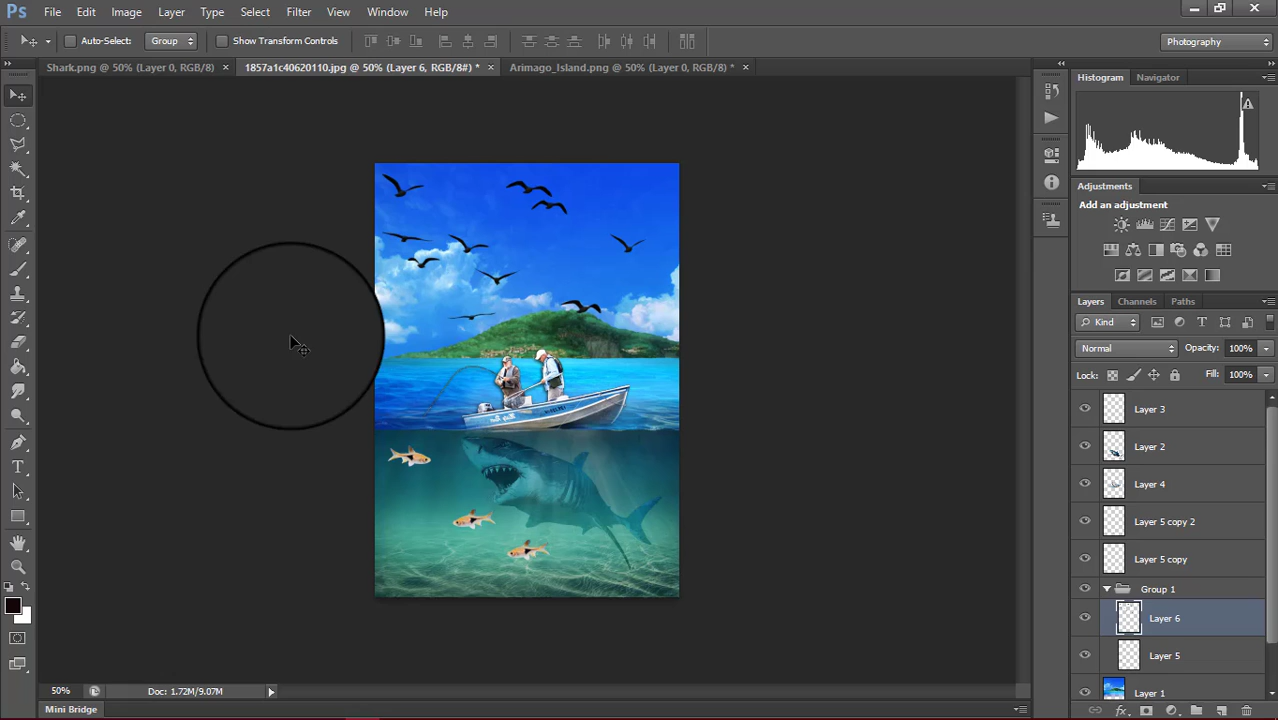 Ps File Edit Image Layer Type Select Filter View Window Help
Auto-Select: Group Show Transform Controls Photography
Shark.png @ 50% (Layer 0, RGB/8) 1857a1c40620110.jpg @ 50% (Layer 6, RGB/8#) * Arimago_Island.png @ 50% (Layer 0, RGB/8) *
Histogram Navigator
Adjustments
Add an adjustment
Layers Channels Paths
Kind
Normal Opacity: 100%
Lock: Fill: 100%
Layer 3
Layer 2
Layer 4
Layer 5 copy 2
Layer 5 copy
Group 1
Layer 6
Layer 5
Layer 1
50% Doc: 1.72M/9.07M
Mini Bridge